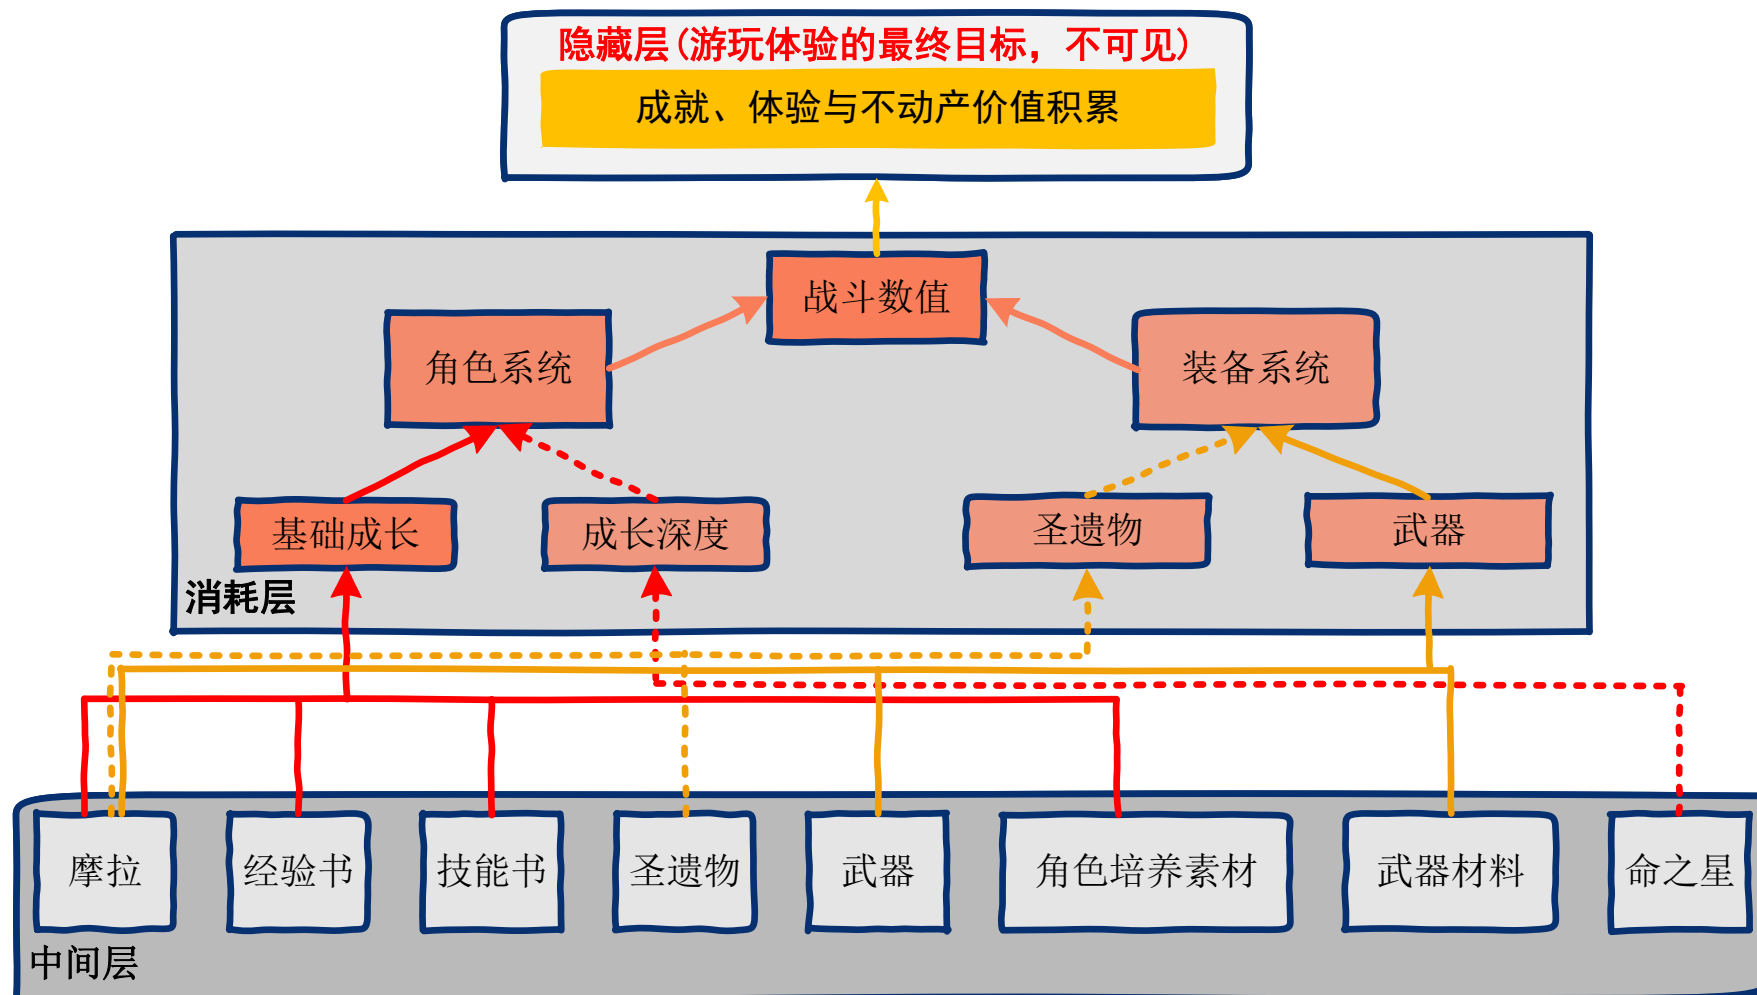 隐藏层(游玩体验的最终目标，不可见)
成就、体验与不动产价值积累
战斗数值
角色系统
装备系统
基础成长
成长深度
圣遗物
武器
消耗层
摩拉
经验书
技能书
圣遗物
武器
角色培养素材
武器材料
命之星
中间层